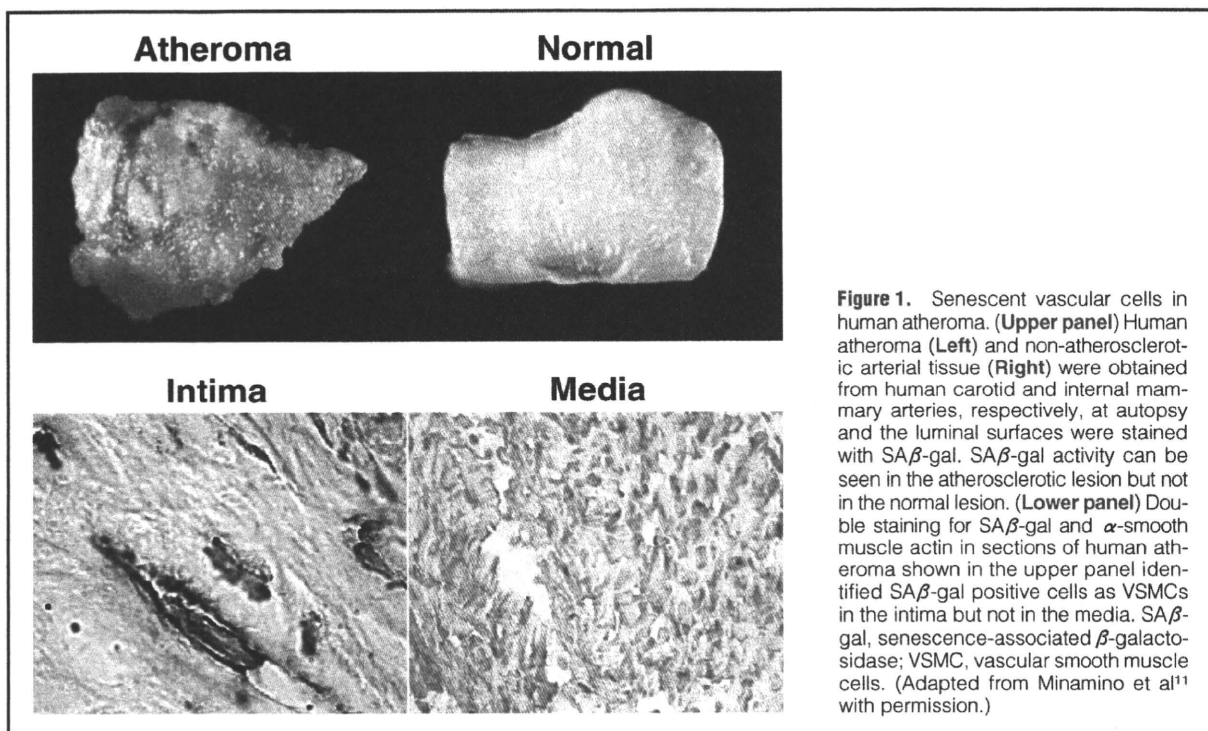 Atheroma
Normal
Intima
Media
Figure 1. Senescent vascular cells in
human atheroma. (Upper panel) Human
atheroma (Left) and non-atherosclerot-
ic arterial tissue (Right) were obtained
from human carotid and internal mam-
mary arteries, respectively, at autopsy
and the luminal surfaces were stained
with SAβ-gal. SAβ-gal activity can be
seen in the atherosclerotic lesion but not
in the normal lesion. (Lower panel) Dou-
ble staining for SAβ-gal and α-smooth
muscle actin in sections of human ath-
eroma shown in the upper panel iden-
tified SAβ-gal positive cells as VSMCs
in the intima but not in the media. SAβ-
gal, senescence-associated β-galacto-
sidase; VSMC, vascular smooth muscle
cells. (Adapted from Minamino et al¹¹
with permission.)